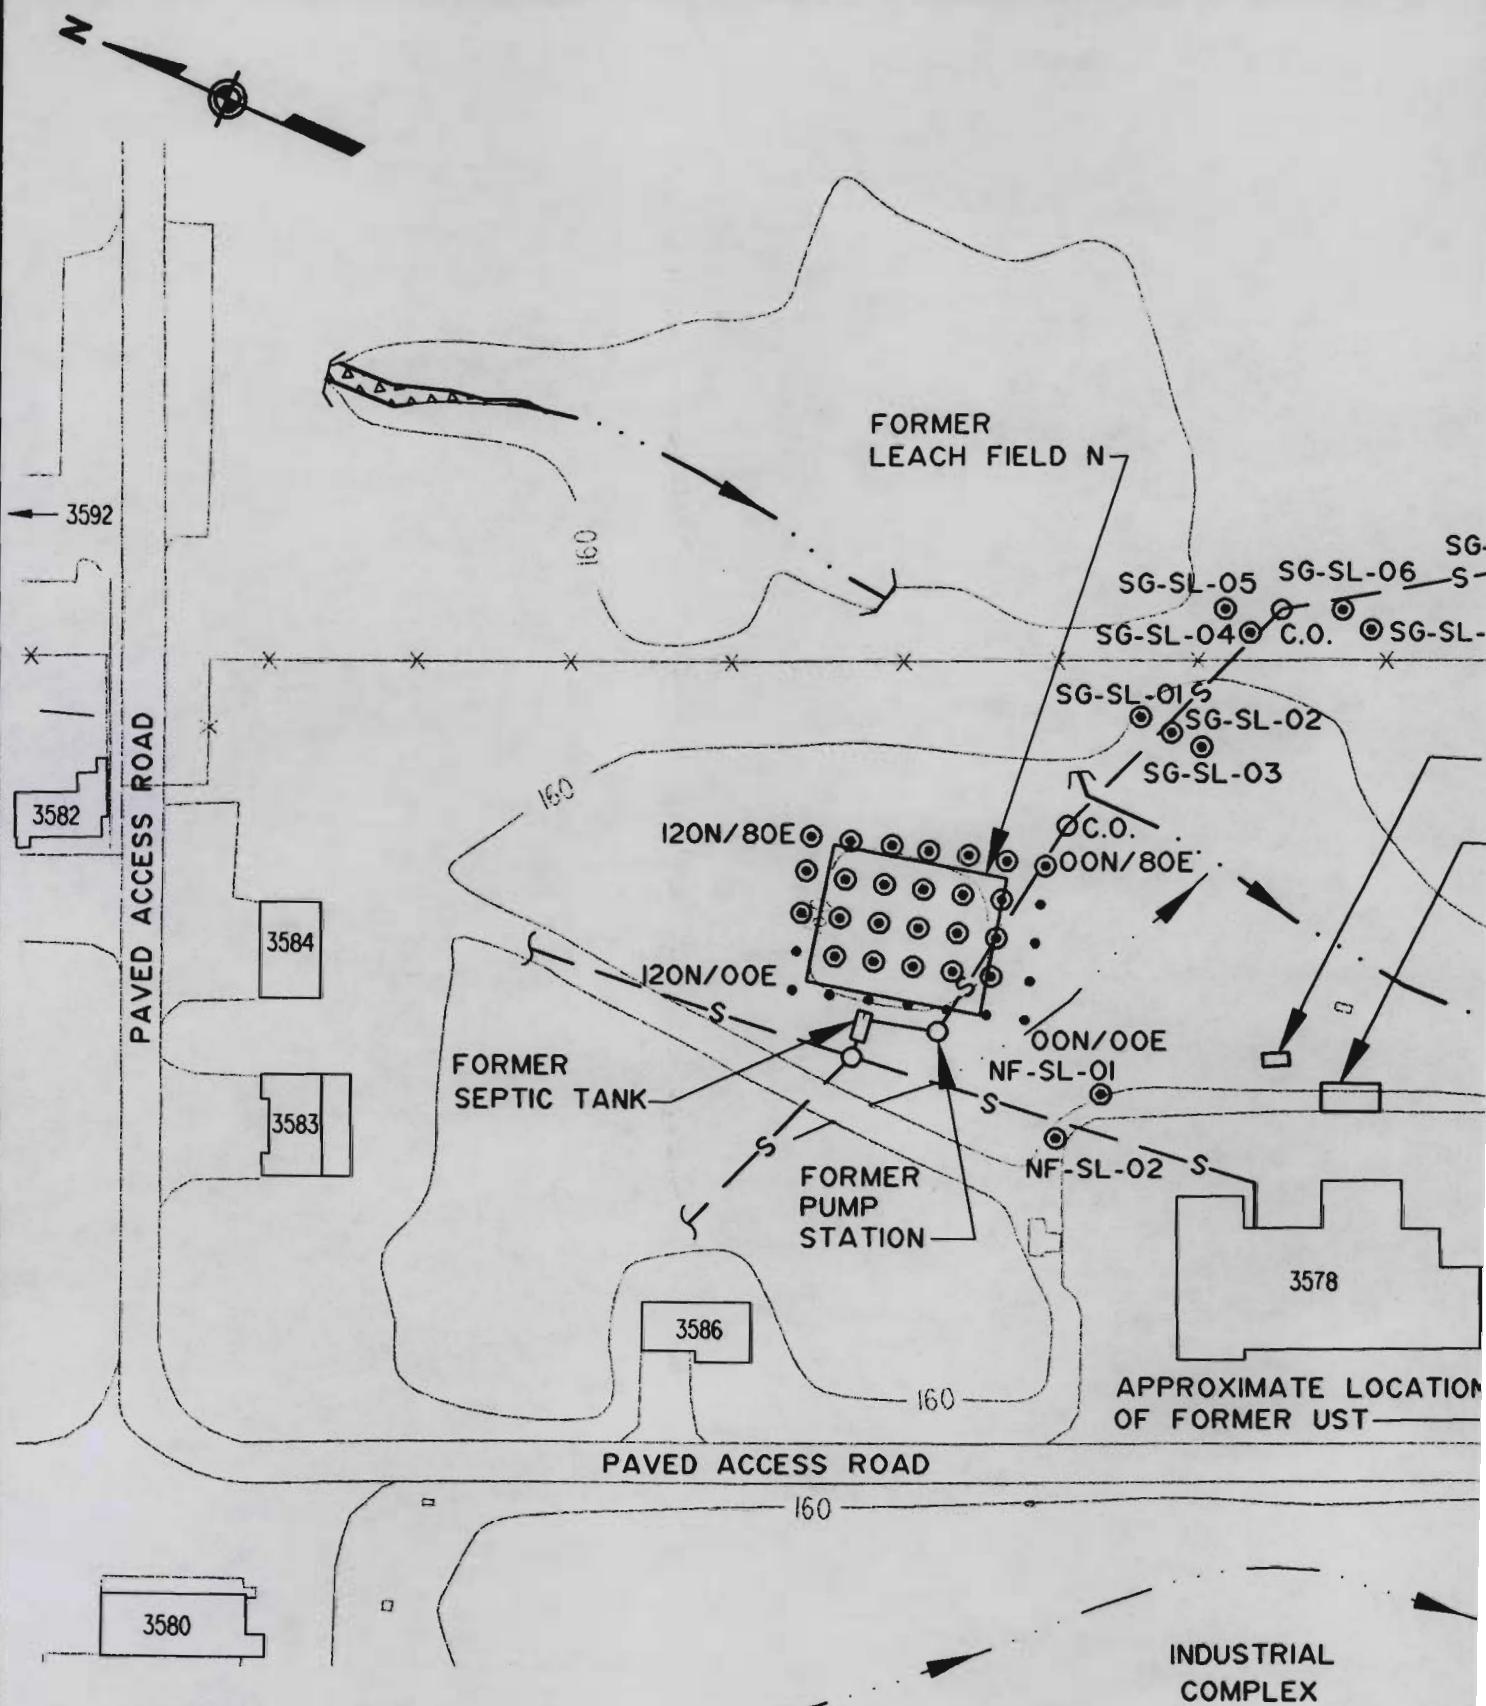 N
FORMER
LEACH FIELD N
3592
160
SG-
SG-SL-05
SG-SL-06
S
SG-SL-04
C.O.
SG-SL-
SG-SL-01
S
SG-SL-02
SG-SL-03
PAVED ACCESS ROAD
160
3582
120N/80E
C.O.
00N/80E
3584
120N/00E
S
S
00N/00E
FORMER
SEPTIC TANK
NF-SL-01
S
3583
S
NF-SL-02
S
FORMER
PUMP
STATION
3578
3586
160
APPROXIMATE LOCATION
OF FORMER UST
PAVED ACCESS ROAD
160
3580
INDUSTRIAL
COMPLEX